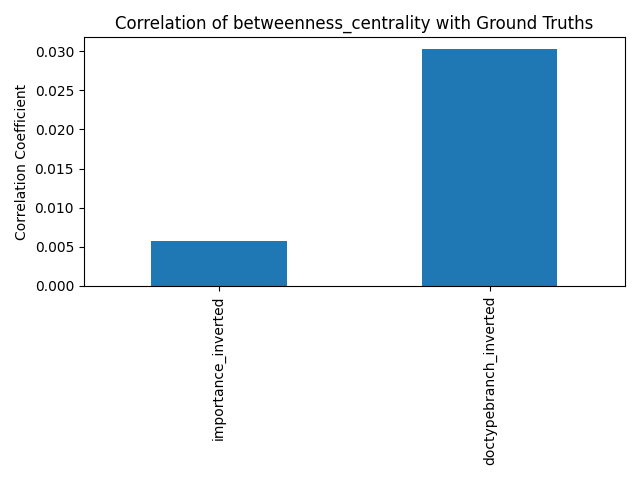 Correlation of betweenness_centrality with Ground Truths
Correlation Coefficient
0.030
0.025
0.020
0.015
0.010
0.005
0.000
importance_inverted
doctypebranch_inverted